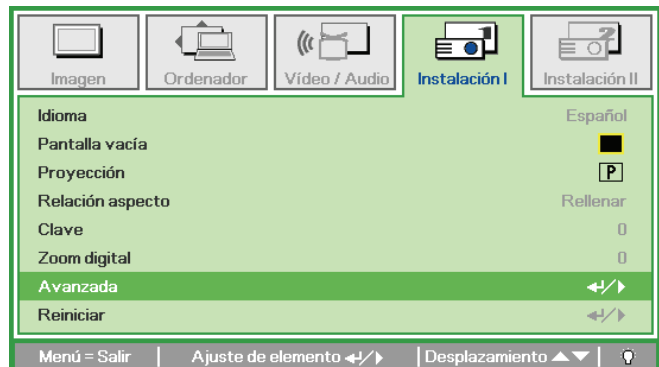 Imagen Ordenador Vídeo / Audio Instalación I Instalación II
Idioma Español
Pantalla vacía
Proyección P
Relación aspecto Rellenar
Clave 0
Zoom digital 0
Avanzada
Reiniciar
Menú = Salir Ajuste de elemento Desplazamiento